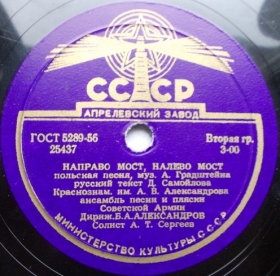 СССР
АПРЕЛЕВСКИЙ ЗАВОД
ГОСТ 5289-56
25437
Вторая гр.
3-00
НАПРАВО МОСТ, НАЛЕВО МОСТ
польская песня, муз. А. Градштейна
русский текст Д. Самойлова
Краснознам. им. А. В. Александрова
ансамбль песни и пляски
Советской Армии
Дириж. Б. А. АЛЕКСАНДРОВ
Солист А. Т. Сергеев
МИНИСТЕРСТВО КУЛЬТУРЫ СССР